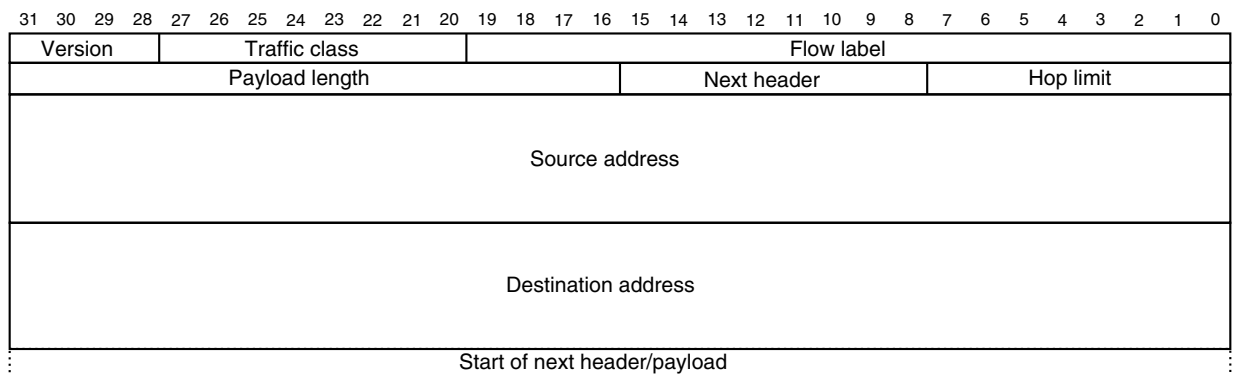 31 30 29 28 27 26 25 24 23 22 21 20 19 18 17 16 15 14 13 12 11 10 9 8 7 6 5 4 3 2 1 0
Version Traffic class Flow label
Payload length Next header Hop limit
Source address
Destination address
Start of next header/payload